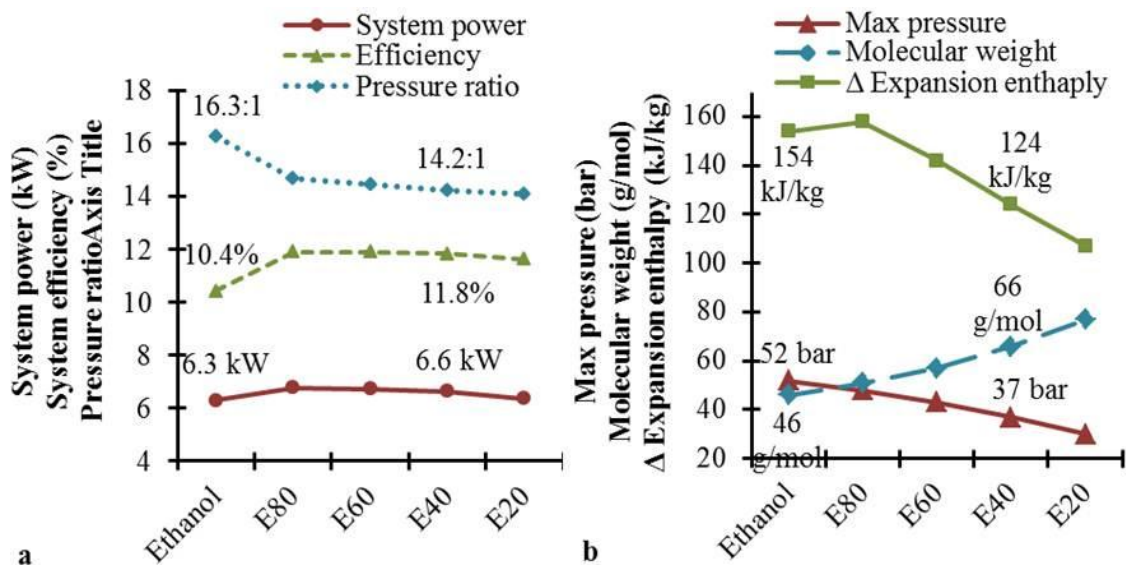 System power
Efficiency
Pressure ratio
System power (kW)
System efficiency (%)
Pressure ratioAxis Title
18
16
14
12
10
8
6
4
16.3:1
14.2:1
10.4%
11.8%
6.3 kW
6.6 kW
Ethanol
E80
E60
E40
E20
a
Max pressure
Molecular weight
Δ Expansion enthaply
Max pressure (bar)
Molecular weight (g/mol)
Δ Expansion enthalpy (kJ/kg)
160
140
120
100
80
60
40
20
154
kJ/kg
124
kJ/kg
66
g/mol
52 bar
37 bar
46
g/mol
Ethanol
E80
E60
E40
E20
b